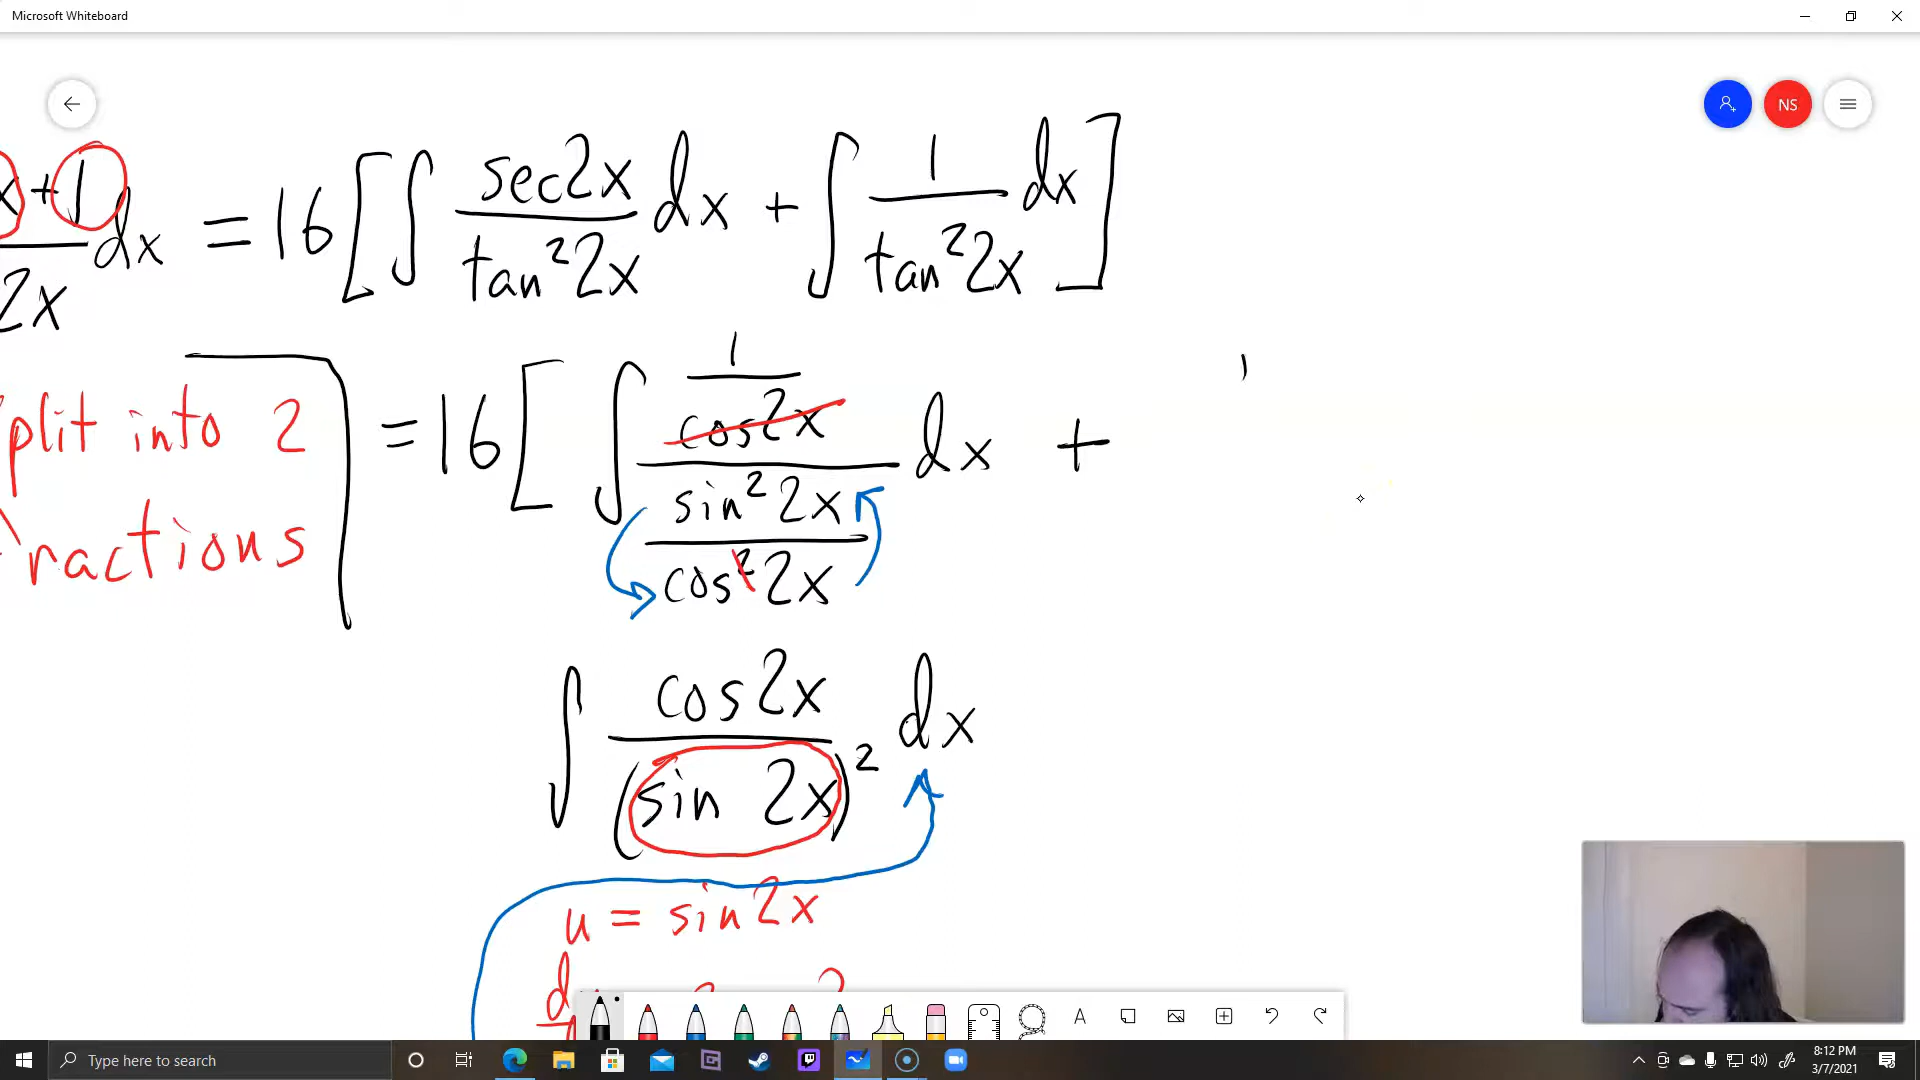 Microsoft Whiteboard
NS
x + 1 / 2x dx = 16 [ ∫ sec2x / tan²2x dx + ∫ 1 / tan²2x dx ]
plit into 2
ractions
= 16 [ ∫ 1 / cos2x / sin²2x / cos²2x dx +
∫ cos2x / (sin 2x)² dx
u = sin2x
A
Type here to search
8:12 PM
3/7/2021